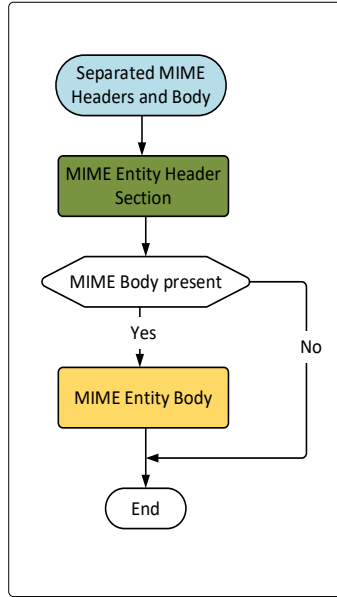 Separated MIME
Headers and Body
MIME Entity Header
Section
MIME Body present
Yes
No
MIME Entity Body
End